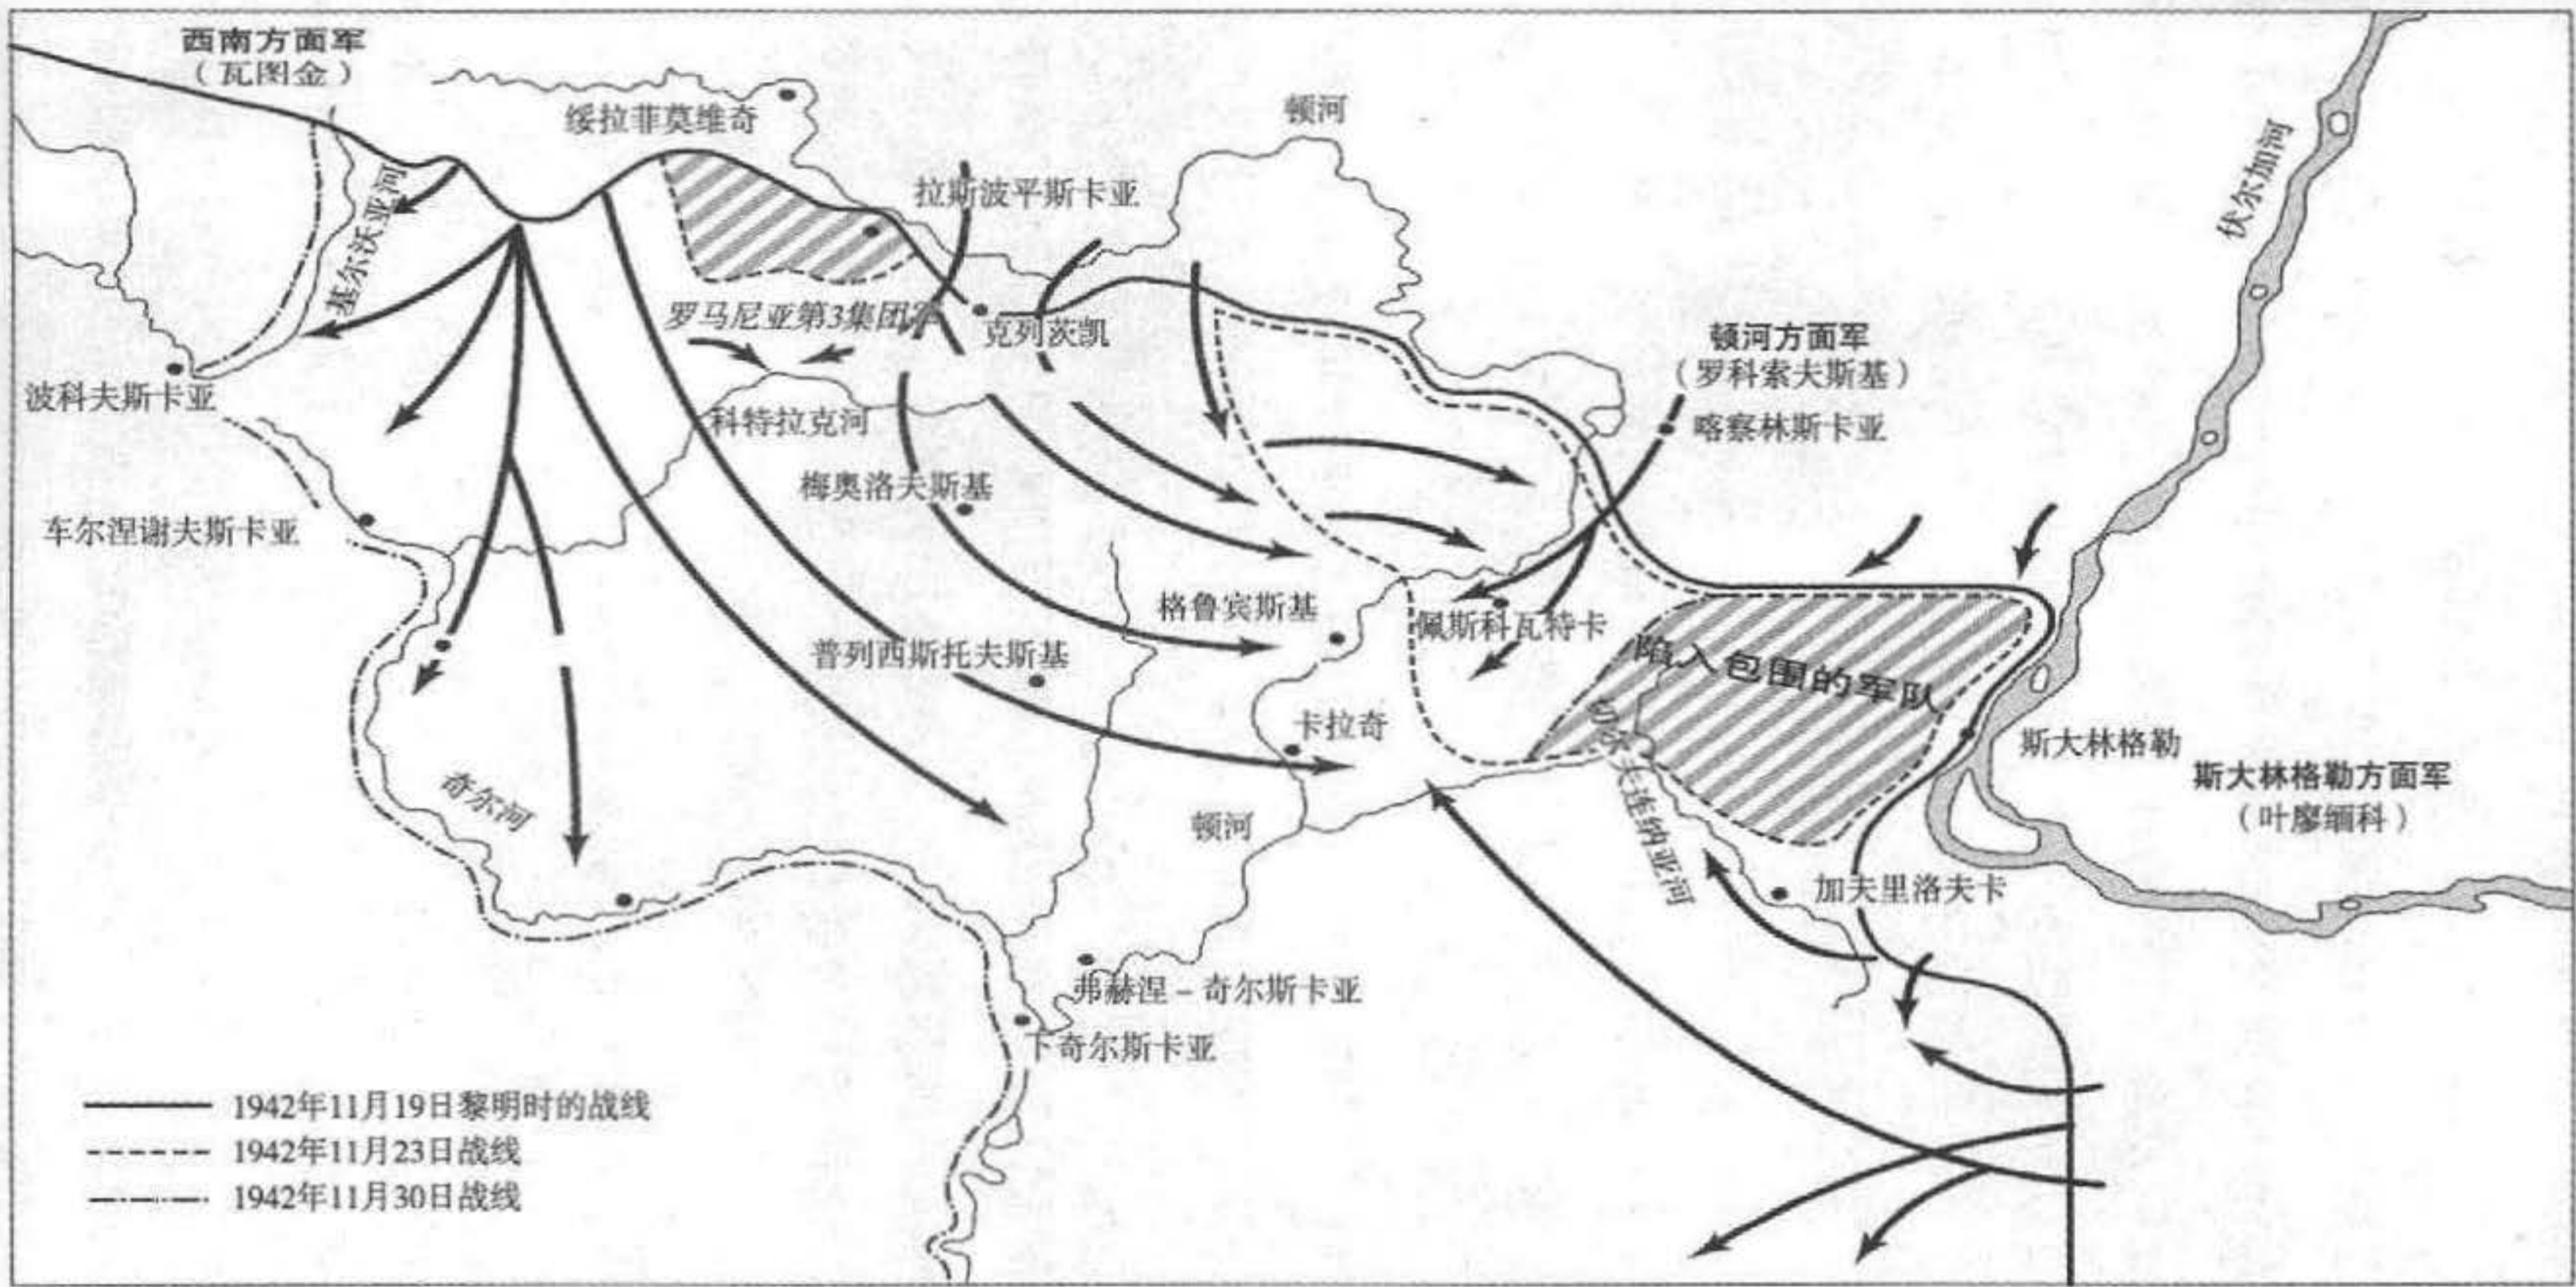 西南方面军
（瓦图金）
绥拉菲莫维奇
顿河
伏尔加河
拉斯波平斯卡亚
基尔沃亚河
罗马尼亚第3集团军
克列茨凯
顿河方面军
（罗科索夫斯基）
喀察林斯卡亚
波科夫斯卡亚
科特拉克河
梅奥洛夫斯基
车尔涅谢夫斯卡亚
格鲁宾斯基
佩斯科瓦特卡
普列西斯托夫斯基
陷入包围的军队
卡拉奇
斯大林格勒
斯大林格勒方面军
（叶廖缅科）
奇尔河
顿河
加夫里洛夫卡
弗赫涅－奇尔斯卡亚
下奇尔斯卡亚
1942年11月19日黎明时的战线
1942年11月23日战线
1942年11月30日战线